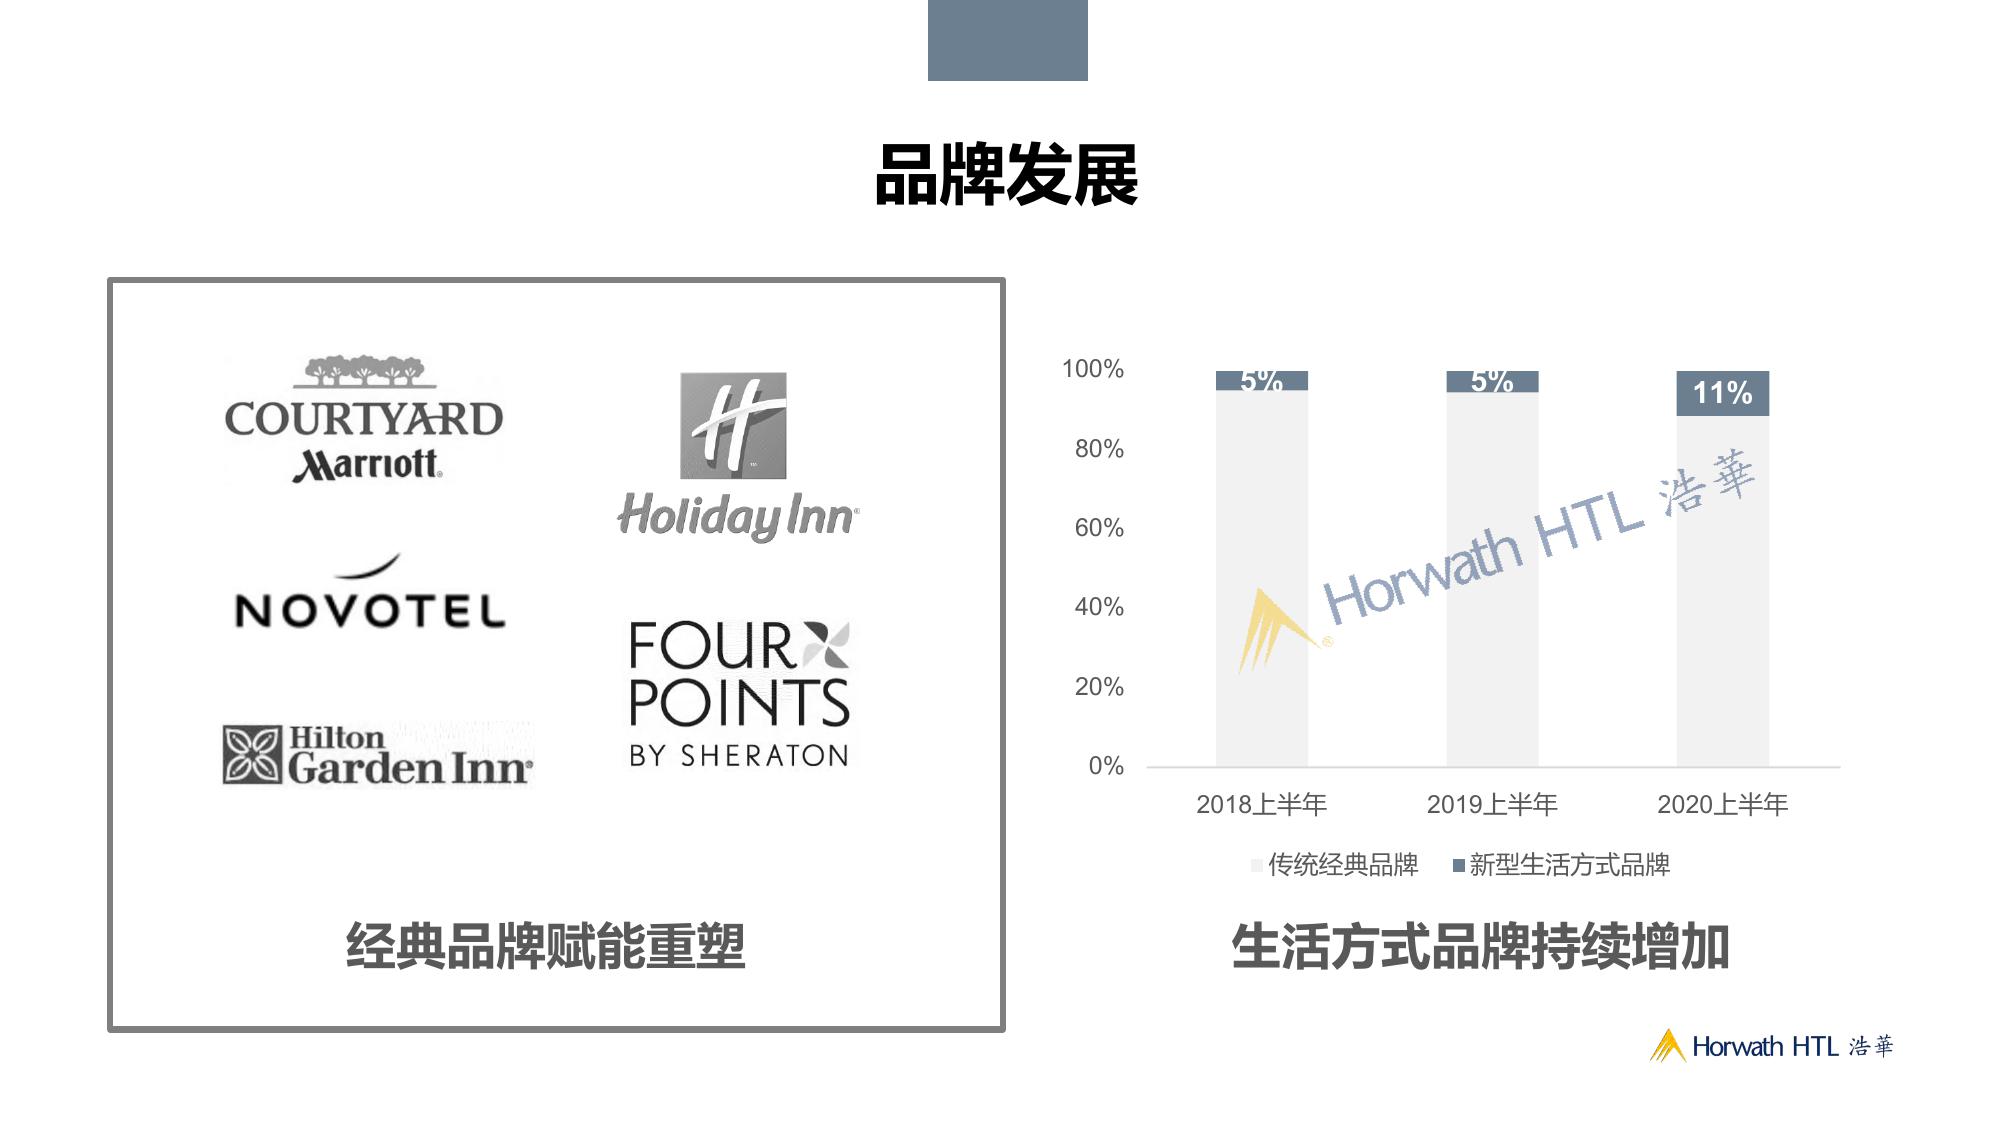 品牌发展
COURTYARD
Marriott®
Holiday Inn®
NOVOTEL
FOUR
POINTS
BY SHERATON
Hilton
Garden Inn®
经典品牌赋能重塑
100%
80%
60%
40%
20%
0%
5%
5%
11%
Horwath HTL 浩華
2018上半年
2019上半年
2020上半年
传统经典品牌
新型生活方式品牌
生活方式品牌持续增加
Horwath HTL 浩華